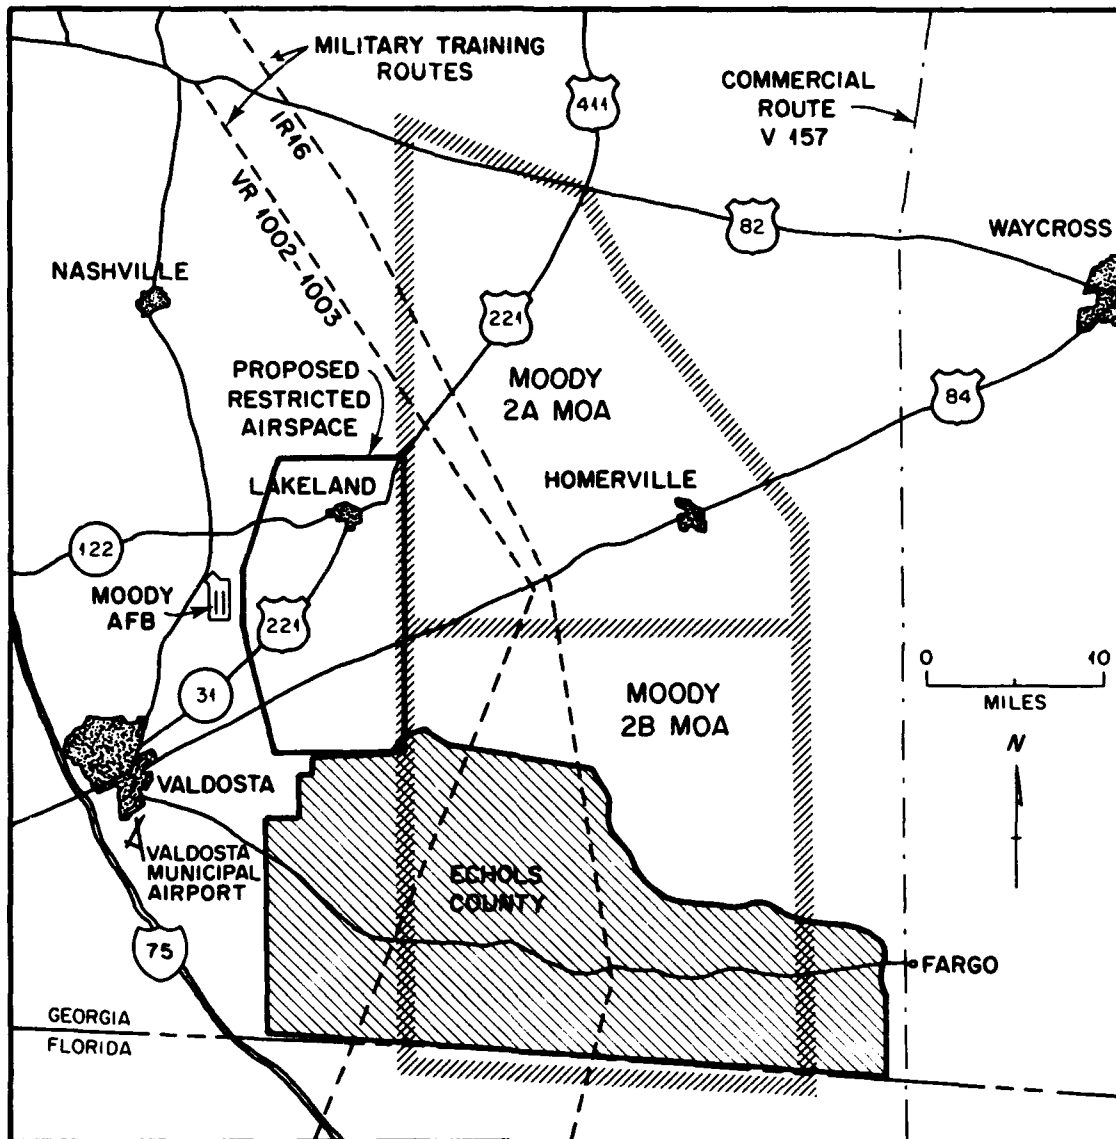 MILITARY TRAINING
ROUTES
411
COMMERCIAL
ROUTE
V 157
IR16
VR 1002-1003
82
WAYCROSS
NASHVILLE
221
PROPOSED
RESTRICTED
AIRSPACE
MOODY
2A MOA
84
LAKELAND
HOMERVILLE
122
MOODY
AFB
221
31
MOODY
2B MOA
0 10
MILES
N
VALDOSTA
VALDOSTA
MUNICIPAL
AIRPORT
ECHOLS
COUNTY
75
FARGO
GEORGIA
FLORIDA